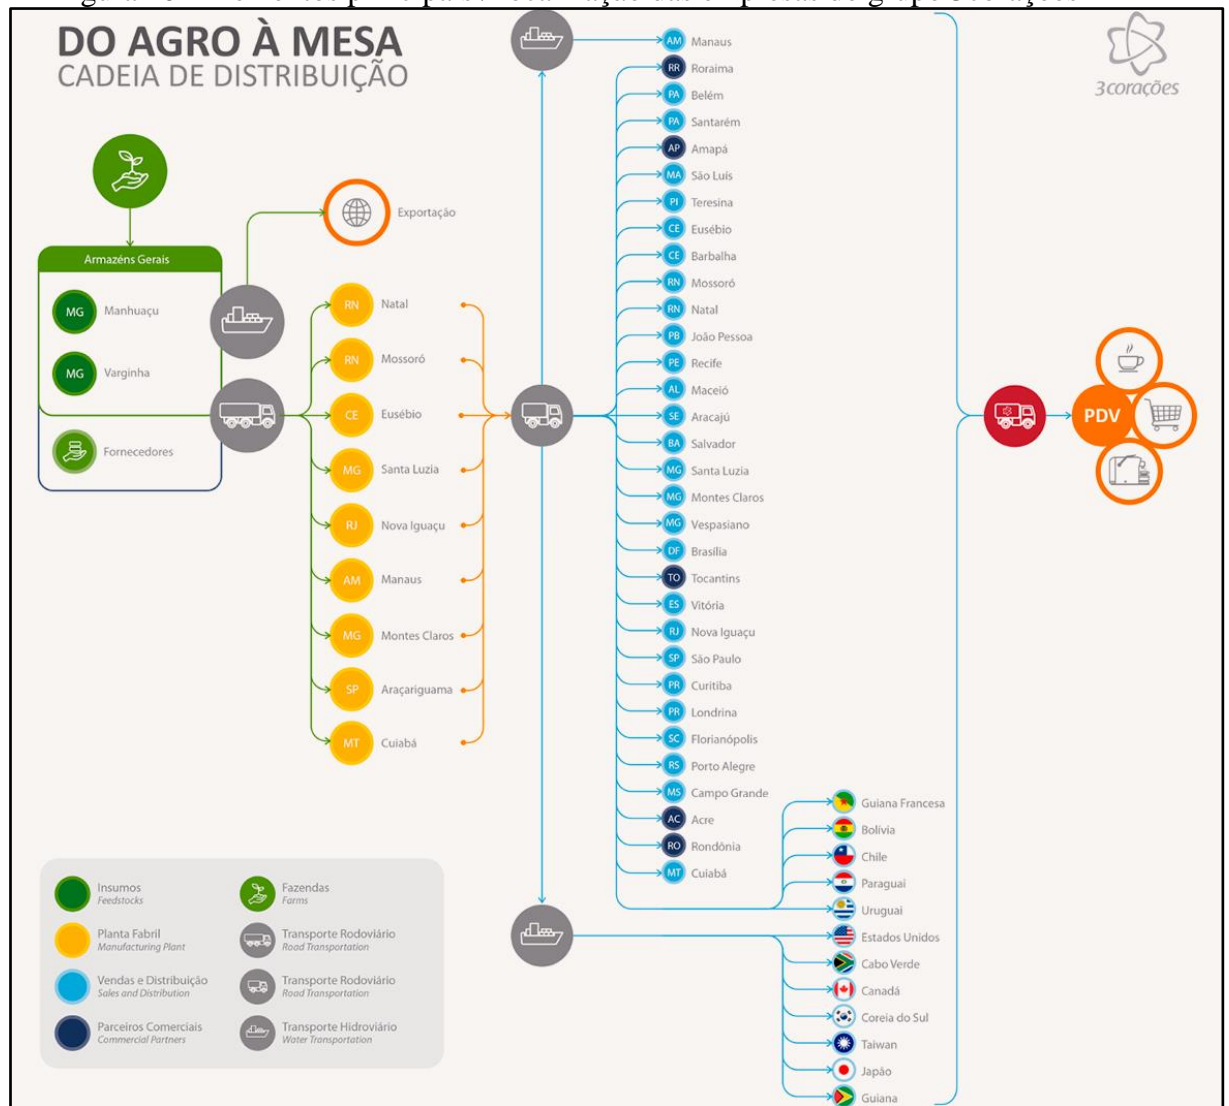 DO AGRO À MESA
CADEIA DE DISTRIBUIÇÃO
3corações
Armazéns Gerais
MG Manhuaçu
MG Varginha
Fornecedores
Exportação
RN Natal
RN Mossoró
CE Eusébio
MG Santa Luzia
RJ Nova Iguaçu
AM Manaus
MG Montes Claros
SP Araçariguama
MT Cuiabá
AM Manaus
RR Roraima
PA Belém
PA Santarém
AP Amapá
MA São Luís
PI Teresina
CE Eusébio
CE Barbalha
RN Mossoró
RN Natal
PB João Pessoa
PE Recife
AL Maceió
SE Aracajú
BA Salvador
MG Santa Luzia
MG Montes Claros
MG Vespasiano
DF Brasília
TO Tocantins
ES Vitória
RJ Nova Iguaçu
SP São Paulo
PR Curitiba
PR Londrina
SC Florianópolis
RS Porto Alegre
MS Campo Grande
AC Acre
RO Rondônia
MT Cuiabá
Guiana Francesa
Bolívia
Chile
Paraguai
Uruguai
Estados Unidos
Cabo Verde
Canadá
Coreia do Sul
Taiwan
Japão
Guiana
PDV
Insumos
Feedstocks
Planta Fabril
Manufacturing Plant
Vendas e Distribuição
Sales and Distribution
Parceiros Comerciais
Commercial Partners
Fazendas
Farms
Transporte Rodoviário
Road Transportation
Transporte Rodoviário
Road Transportation
Transporte Hidroviário
Water Transportation